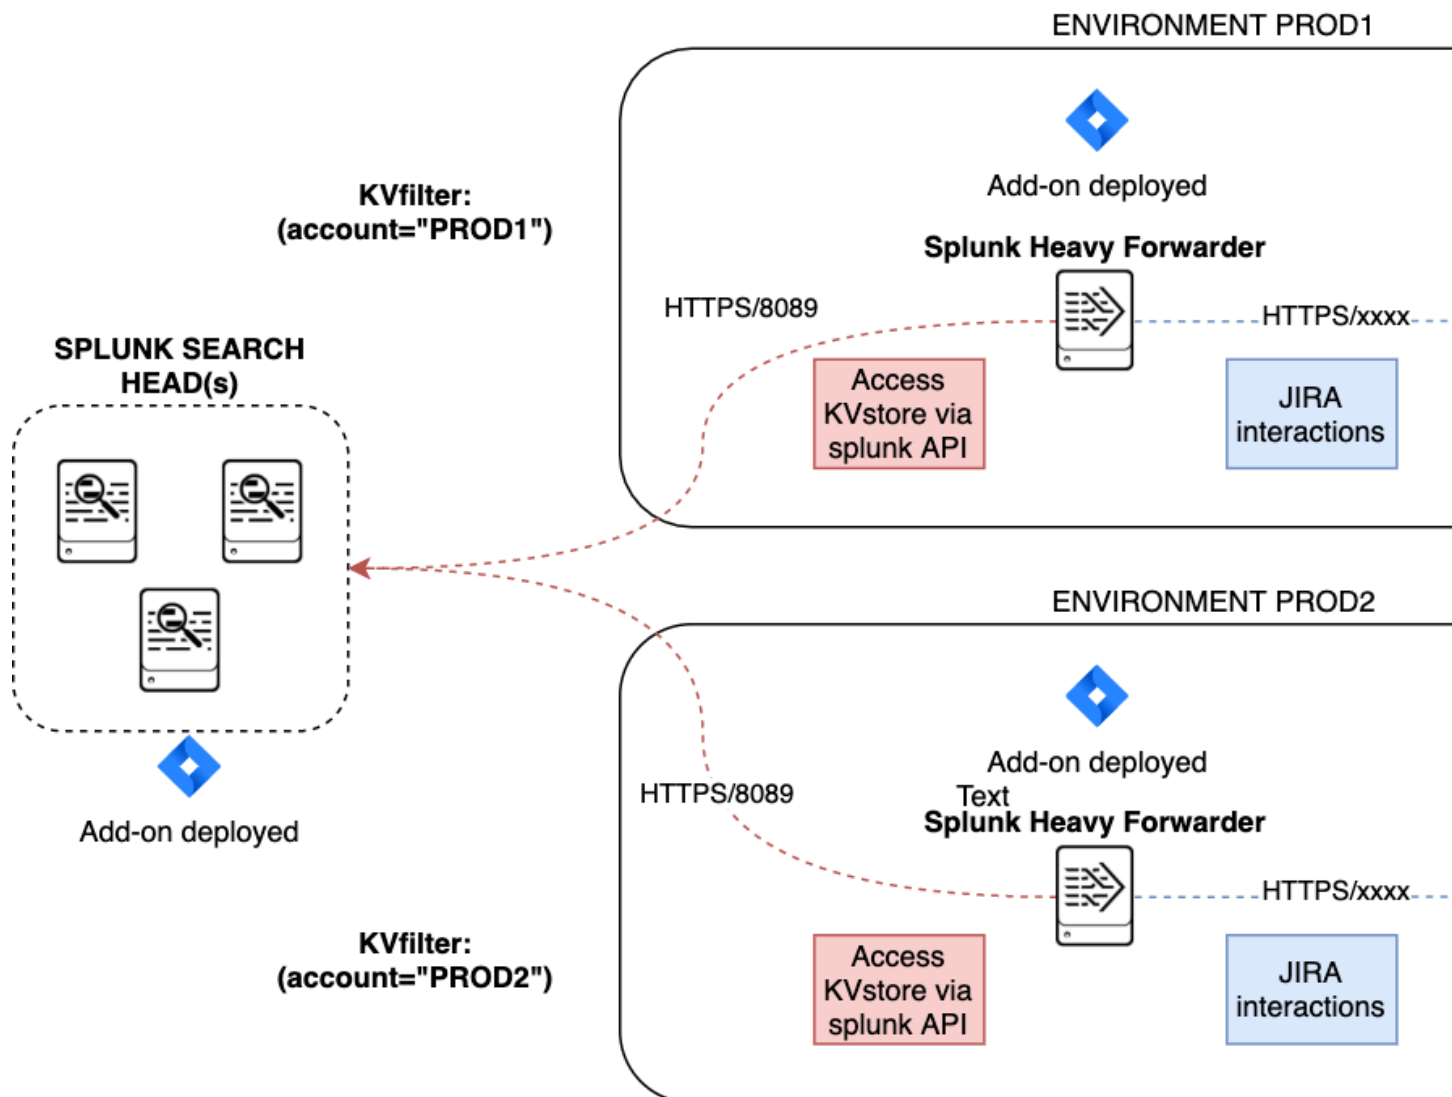 ENVIRONMENT PROD1
Add-on deployed
KVfilter:
(account="PROD1")
Splunk Heavy Forwarder
HTTPS/8089
HTTPS/xxxx
SPLUNK SEARCH
HEAD(s)
Access
KVstore via
splunk API
JIRA
interactions
ENVIRONMENT PROD2
Add-on deployed
Add-on deployed
HTTPS/8089
Text
Splunk Heavy Forwarder
HTTPS/xxxx
KVfilter:
(account="PROD2")
Access
KVstore via
splunk API
JIRA
interactions